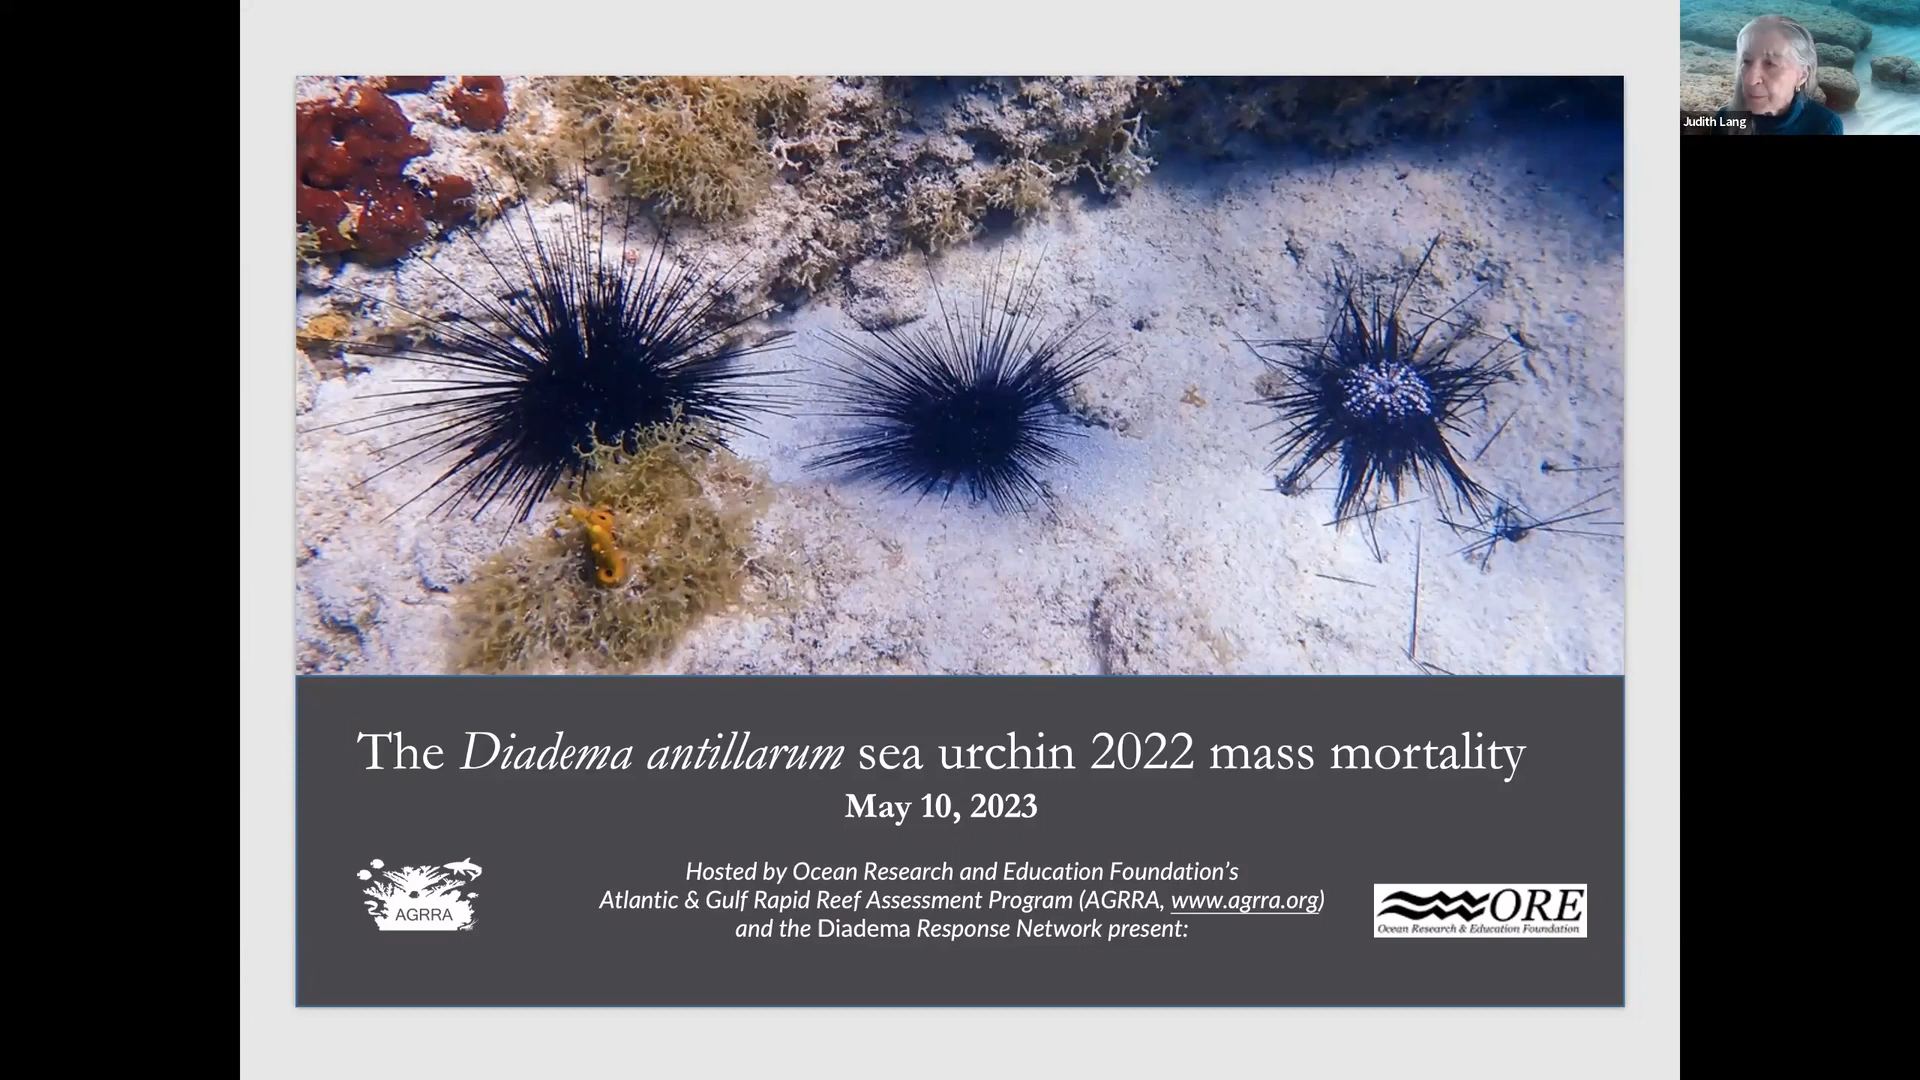 Judith Lang
The Diadema antillarum sea urchin 2022 mass mortality
May 10, 2023
Hosted by Ocean Research and Education Foundation’s
Atlantic & Gulf Rapid Reef Assessment Program (AGRRA, www.agrra.org)
and the Diadema Response Network present:
AGRRA
ORE
Ocean Research & Education Foundation